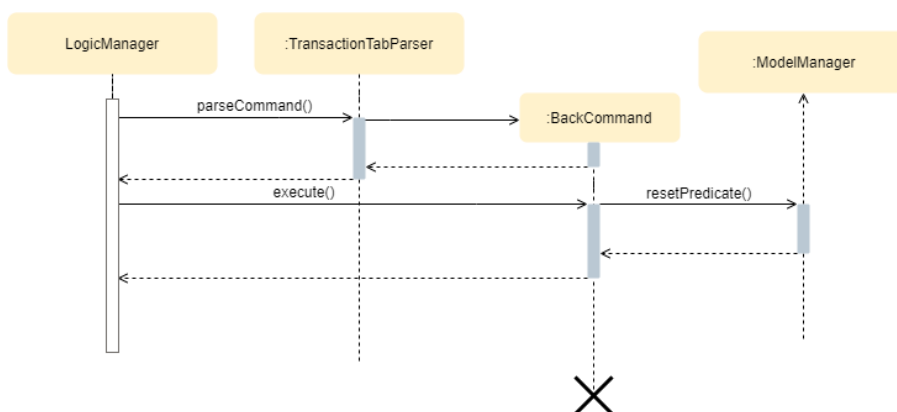 LogicManager
:TransactionTabParser
:ModelManager
parseCommand()
:BackCommand
execute()
resetPredicate()